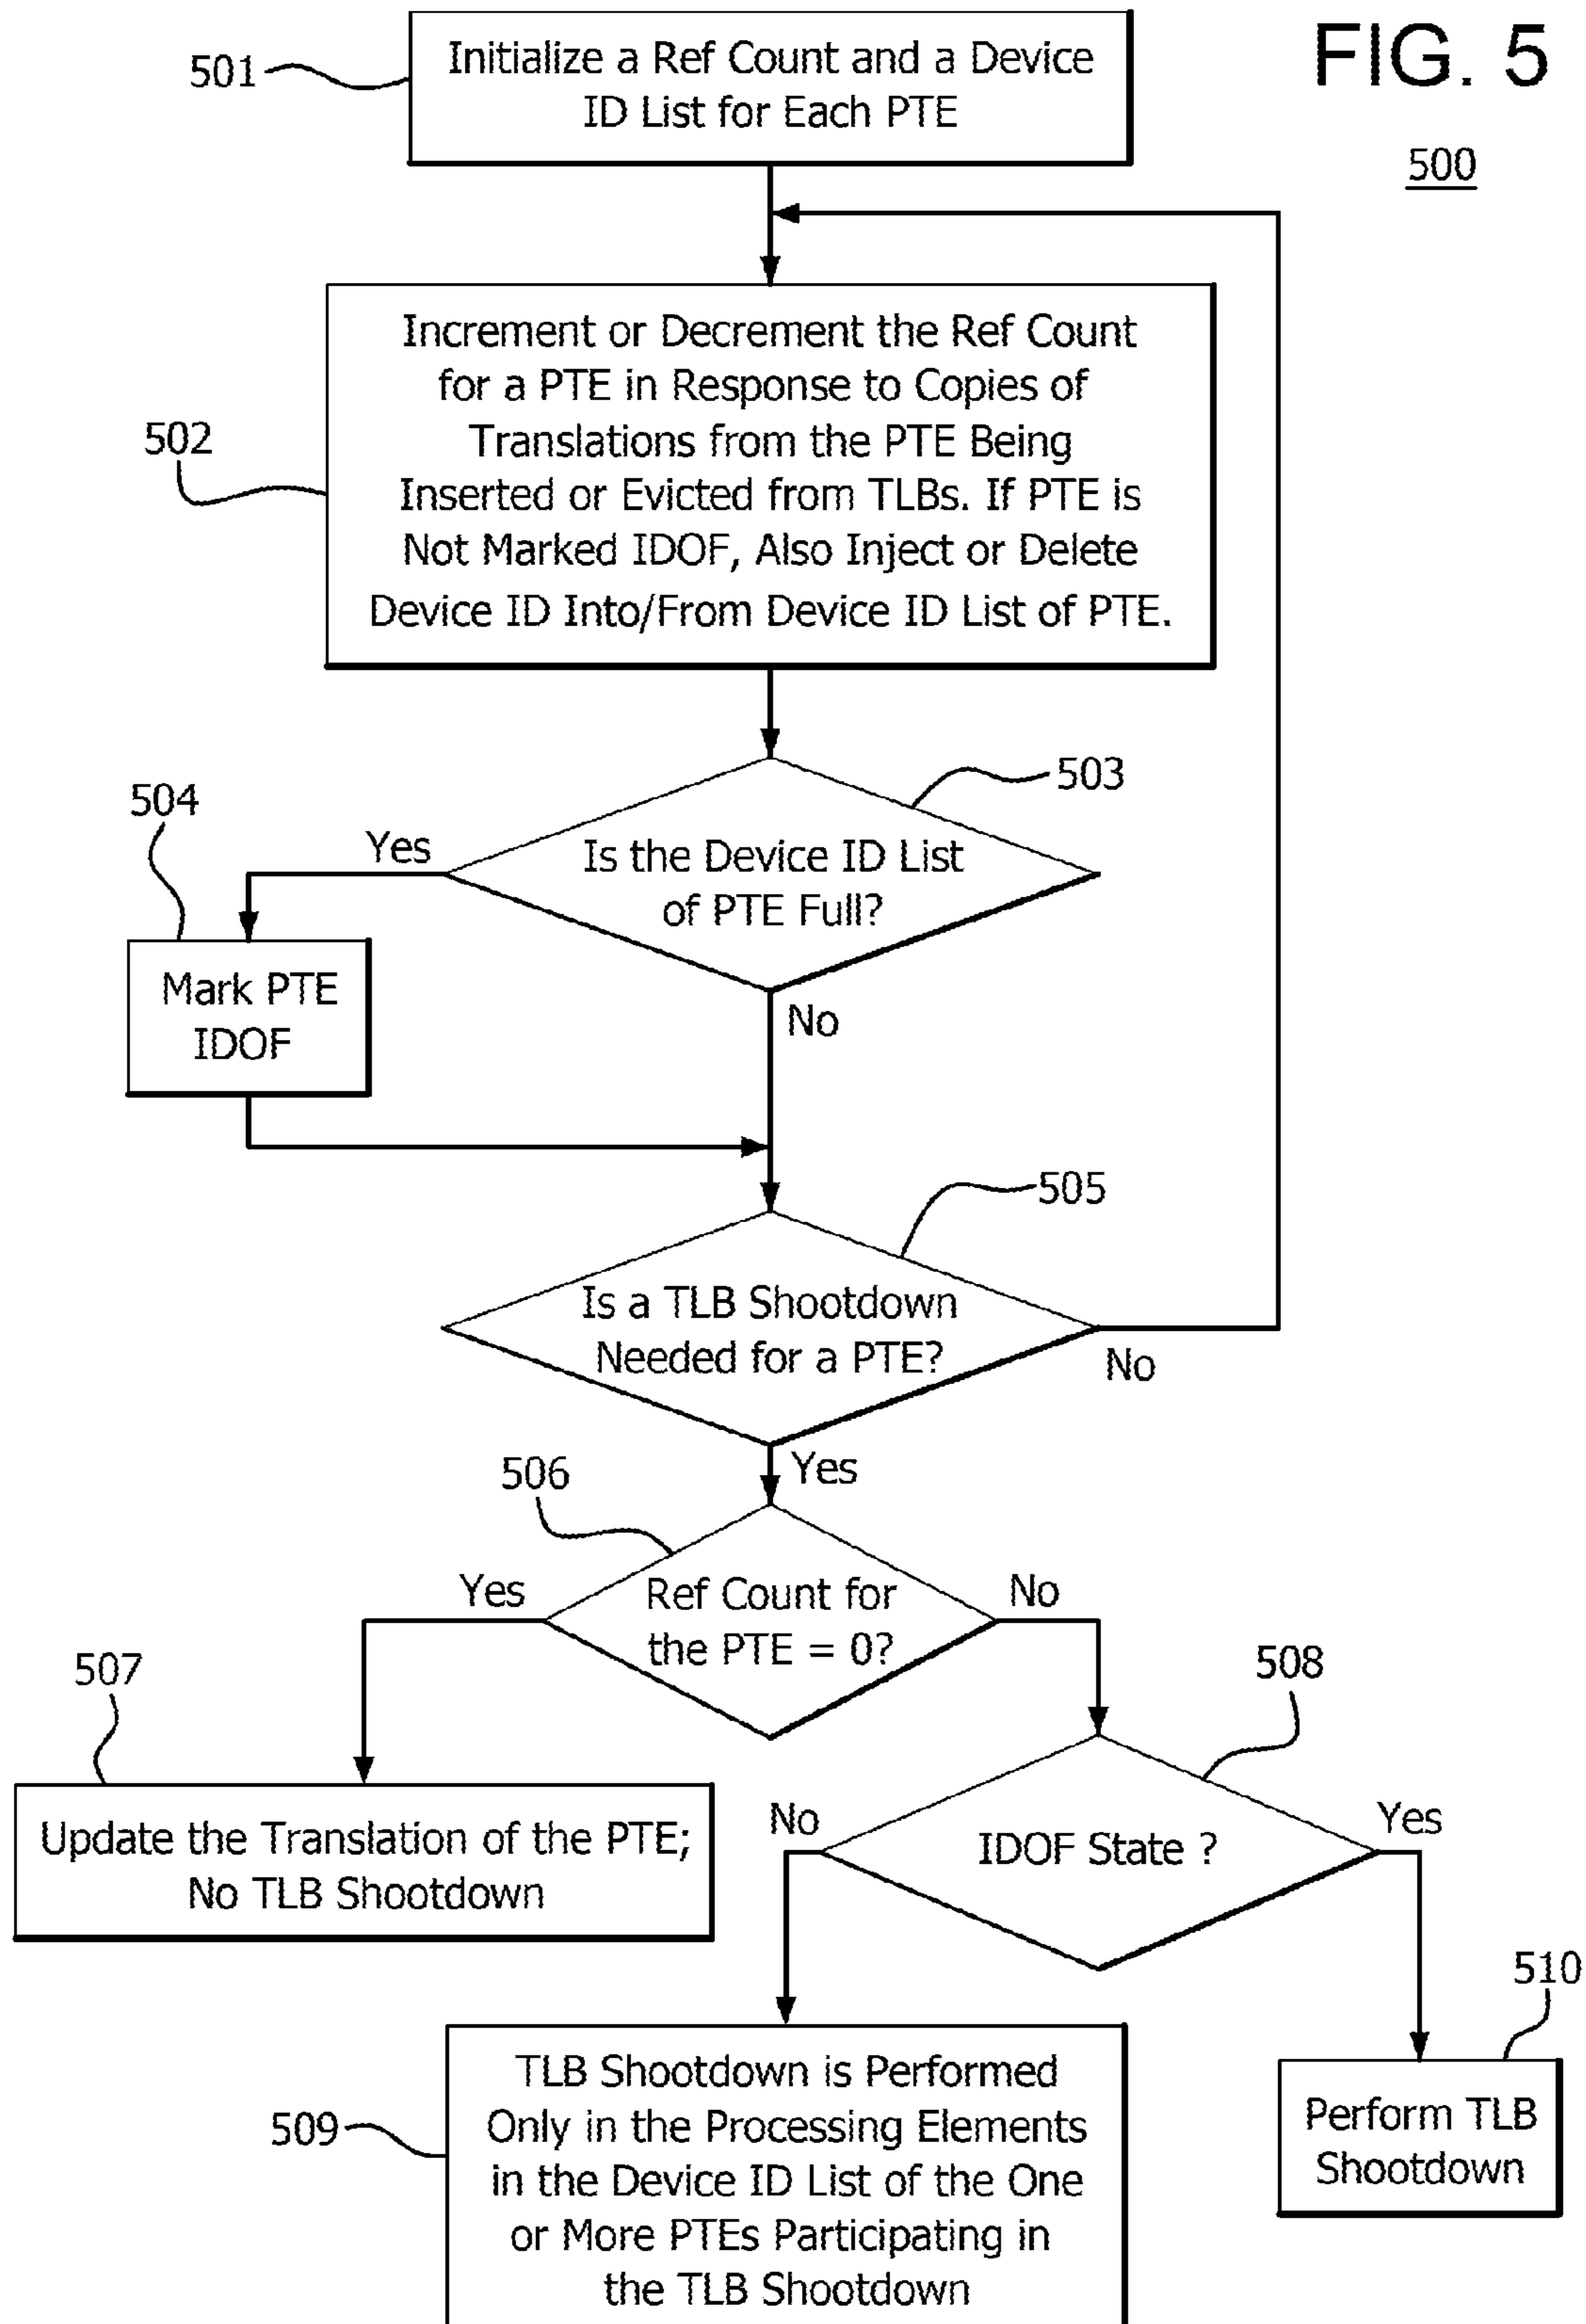 FIG. 5
500
501
Initialize a Ref Count and a Device
ID List for Each PTE
502
Increment or Decrement the Ref Count
for a PTE in Response to Copies of
Translations from the PTE Being
Inserted or Evicted from TLBs. If PTE is
Not Marked IDOF, Also Inject or Delete
Device ID Into/From Device ID List of PTE.
503
Is the Device ID List
of PTE Full?
Yes
No
504
Mark PTE
IDOF
505
Is a TLB Shootdown
Needed for a PTE?
No
Yes
506
Ref Count for
the PTE = 0?
Yes
No
507
Update the Translation of the PTE;
No TLB Shootdown
508
IDOF State ?
No
Yes
509
TLB Shootdown is Performed
Only in the Processing Elements
in the Device ID List of the One
or More PTEs Participating in
the TLB Shootdown
510
Perform TLB
Shootdown